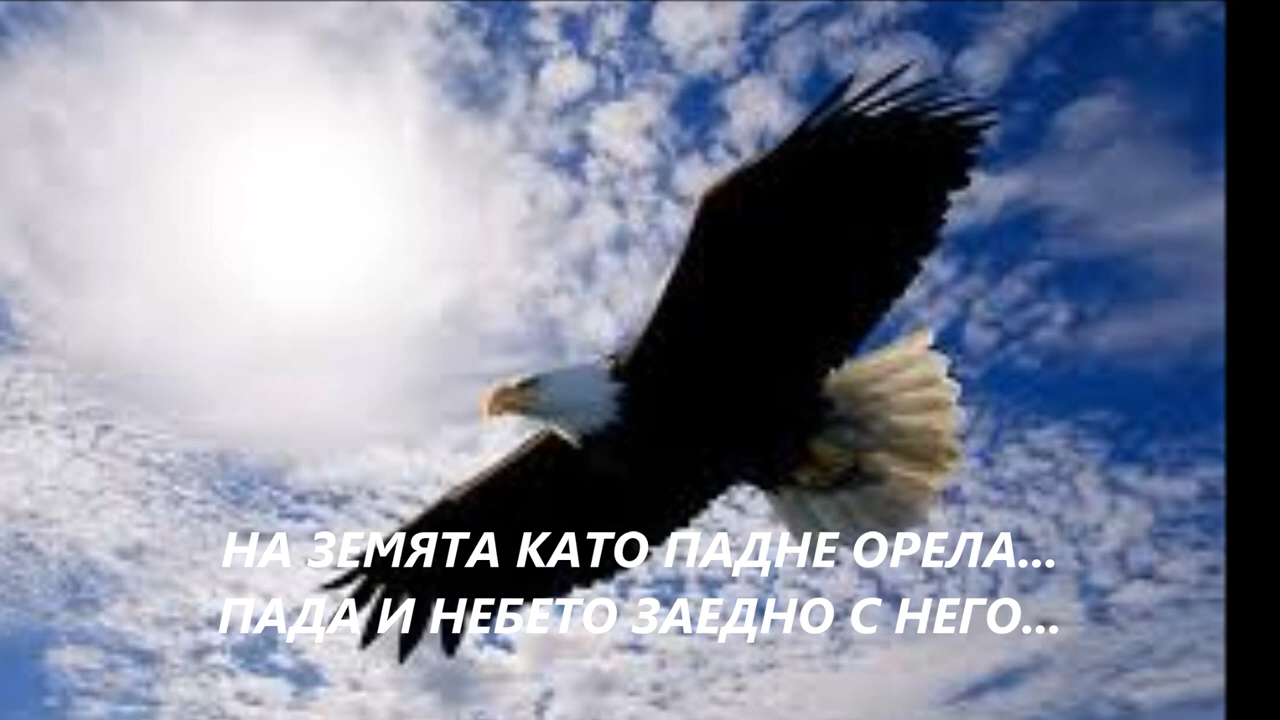 НА ЗЕМЯТА КАТО ПАДНЕ ОРЕЛА...
ПАДА И НЕБЕТО ЗАЕДНО С НЕГО...